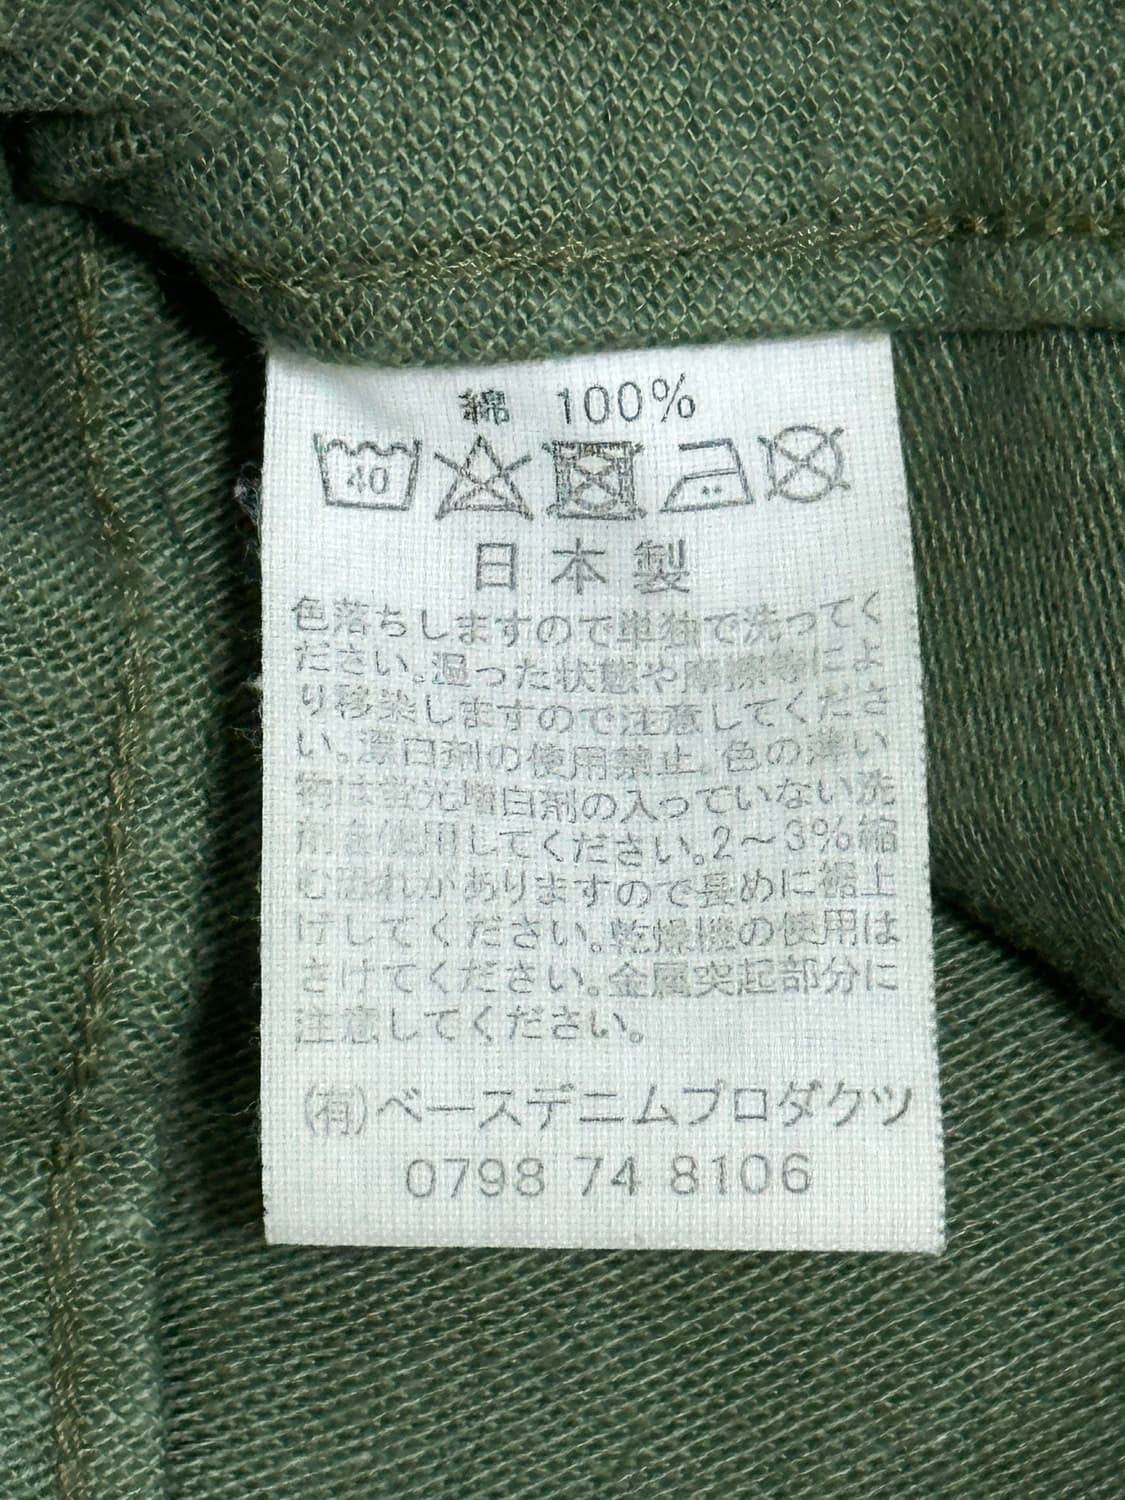 綿 100%
40
日本製
色落ちしますので単独で洗ってく
ださい。湿った状態や摩擦等によ
り移染しますので注意してくださ
い。漂白剤の使用禁止。色の薄い
物は蛍光増白剤の入っていない洗
剤を使用してください。2〜3%縮
む恐れがありますので長めに裾上
げしてください。乾燥機の使用は
さけてください。金属突起部分に
注意してください。
(有)ベースデニムプロダクツ
0798 74 8106